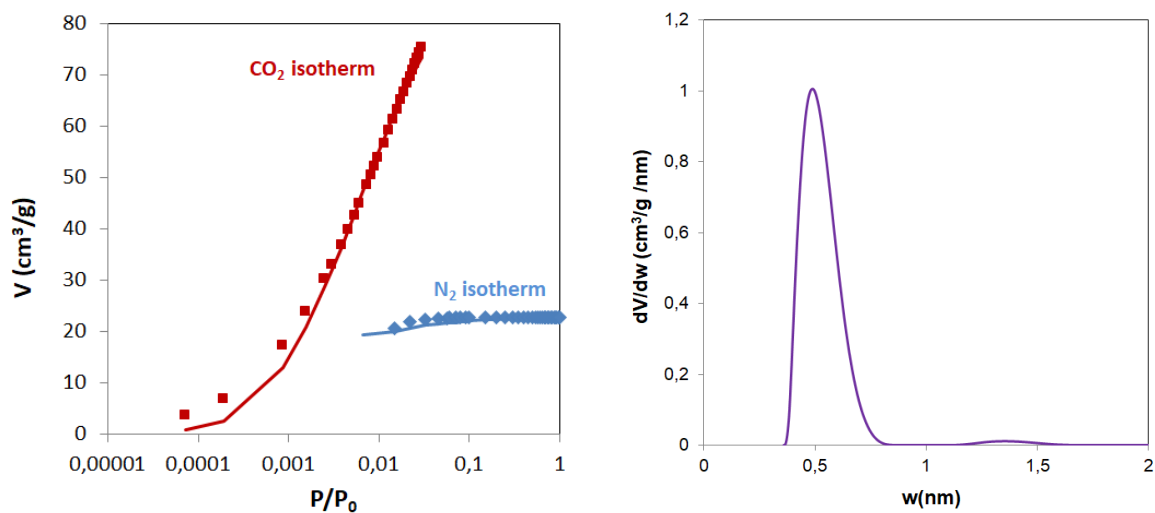 80
70
60
50
40
30
20
10
0
V (cm³/g)
CO₂ isotherm
N₂ isotherm
0,00001 0,0001 0,001 0,01 0,1 1
P/P₀
1,2
1
0,8
0,6
0,4
0,2
0
dV/dw (cm³/g /nm)
0 0,5 1 1,5 2
w(nm)